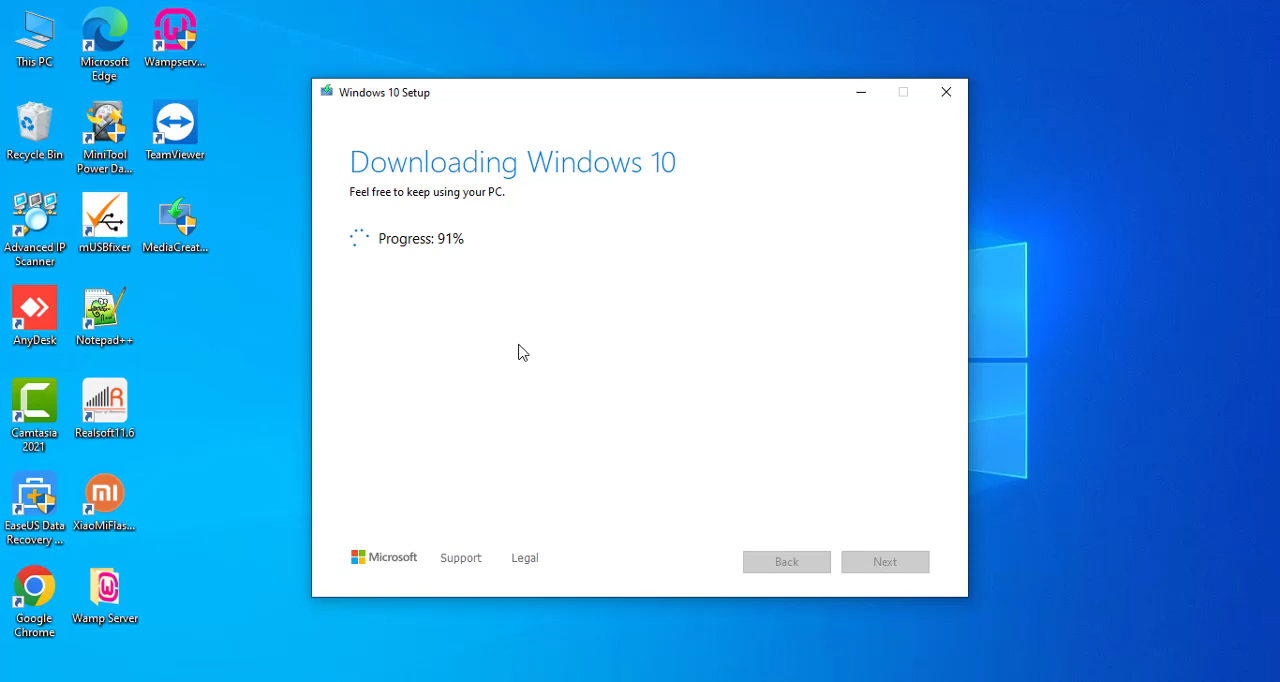 This PC
Microsoft
Edge
Wampserv...
Recycle Bin
MiniTool
Power Da...
TeamViewer
Advanced IP
Scanner
mUSBfixer
MediaCreat...
AnyDesk
Notepad++
Camtasia
2021
Realsoft11.6
EaseUS Data
Recovery ...
XiaoMiFlas...
Google
Chrome
Wamp Server
Windows 10 Setup
Downloading Windows 10
Feel free to keep using your PC.
Progress: 91%
Microsoft
Support
Legal
Back
Next